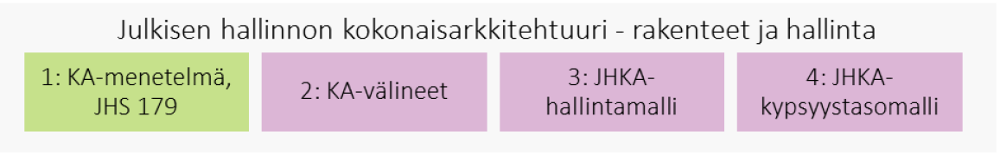 Julkisen hallinnon kokonaisarkkitehtuuri - rakenteet ja hallinta
1: KA-menetelmä,
JHS 179
2: KA-välineet
3: JHKA-
hallintamalli
4: JHKA-
kypsyystasomalli